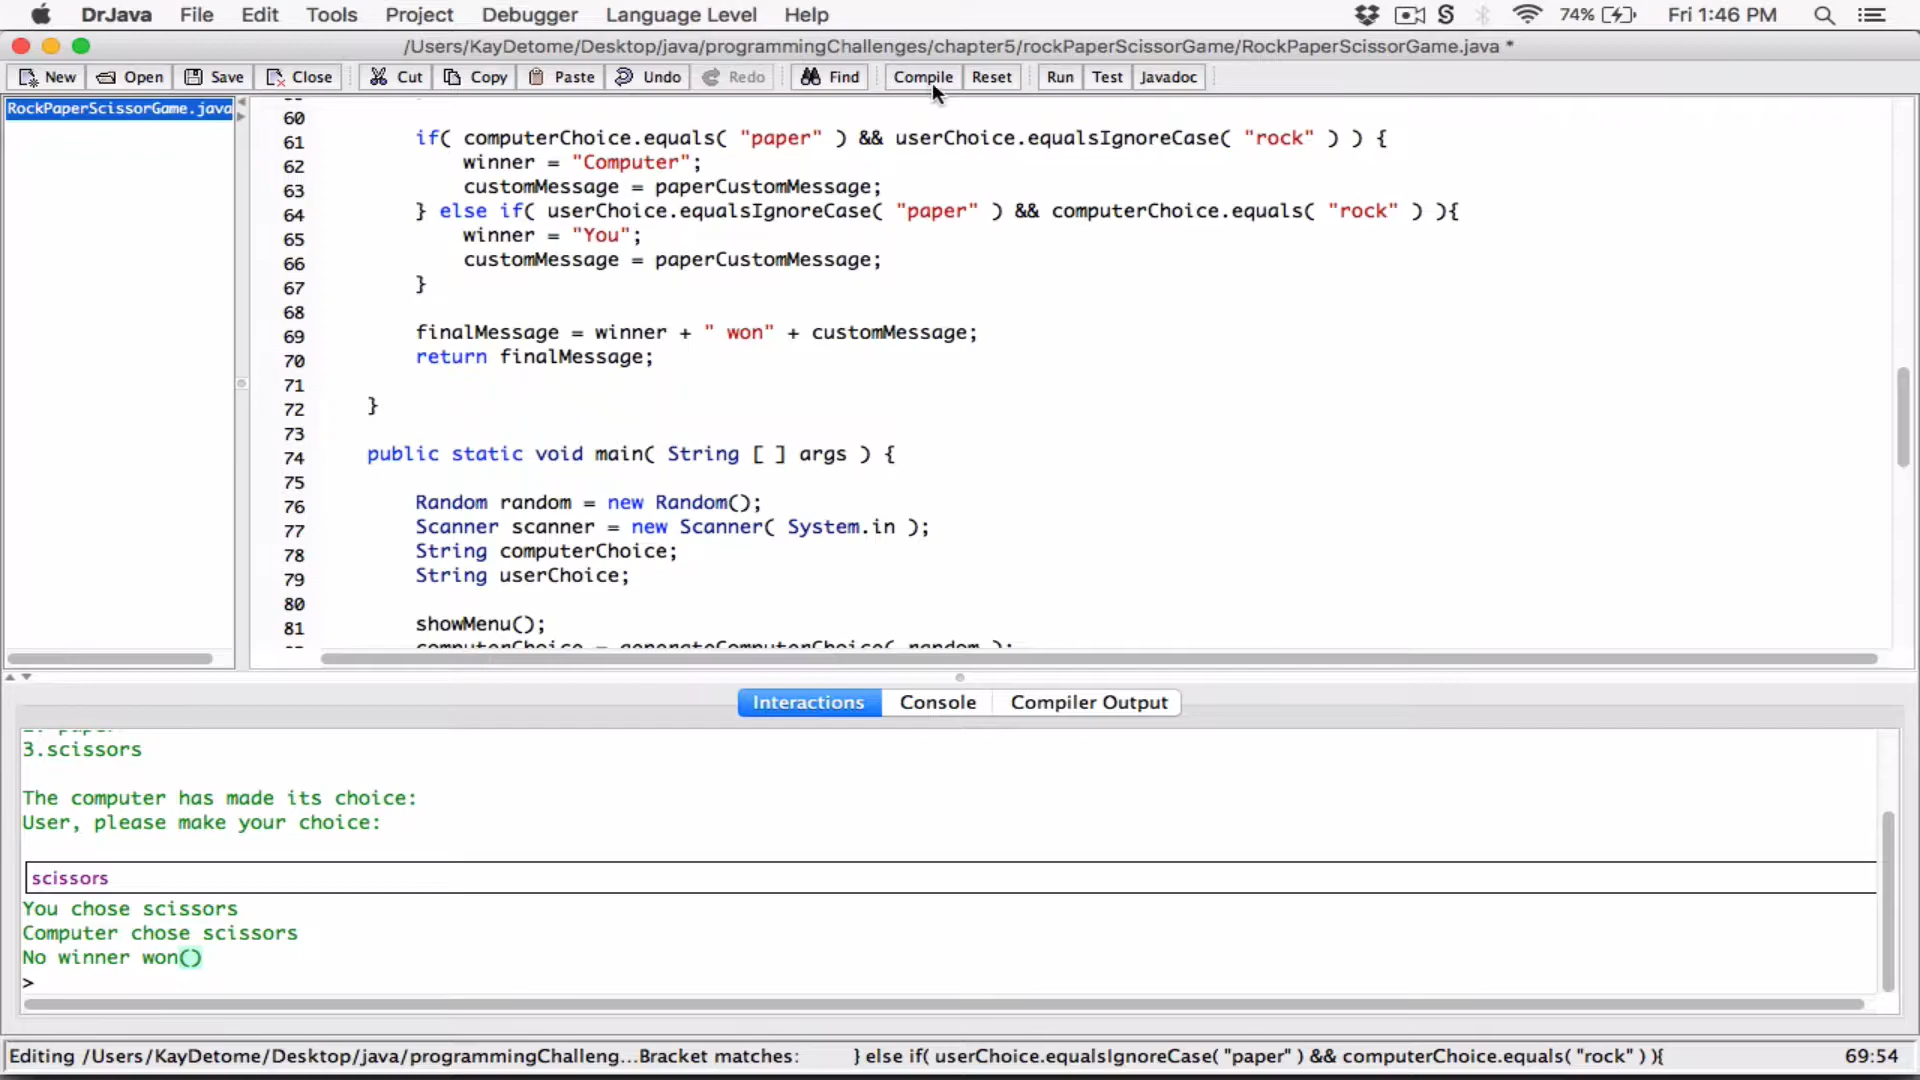 DrJava File Edit Tools Project Debugger Language Level Help 74% Fri 1:46 PM
/Users/KayDetome/Desktop/java/programmingChallenges/chapter5/rockPaperScissorGame/RockPaperScissorGame.java *
New Open Save Close Cut Copy Paste Undo Redo Find Compile Reset Run Test Javadoc
RockPaperScissorGame.java
60
61 if( computerChoice.equals( "paper" ) && userChoice.equalsIgnoreCase( "rock" ) ) {
62 winner = "Computer";
63 customMessage = paperCustomMessage;
64 } else if( userChoice.equalsIgnoreCase( "paper" ) && computerChoice.equals( "rock" ) ){
65 winner = "You";
66 customMessage = paperCustomMessage;
67 }
68
69 finalMessage = winner + " won" + customMessage;
70 return finalMessage;
71
72 }
73
74 public static void main( String [ ] args ) {
75
76 Random random = new Random();
77 Scanner scanner = new Scanner( System.in );
78 String computerChoice;
79 String userChoice;
80
81 showMenu();
computerChoice = generateComputerChoice( random );
Interactions Console Compiler Output
2. paper
3.scissors
The computer has made its choice:
User, please make your choice:
scissors
You chose scissors
Computer chose scissors
No winner won()
>
Editing /Users/KayDetome/Desktop/java/programmingChalleng...Bracket matches: } else if( userChoice.equalsIgnoreCase( "paper" ) && computerChoice.equals( "rock" ) ){ 69:54